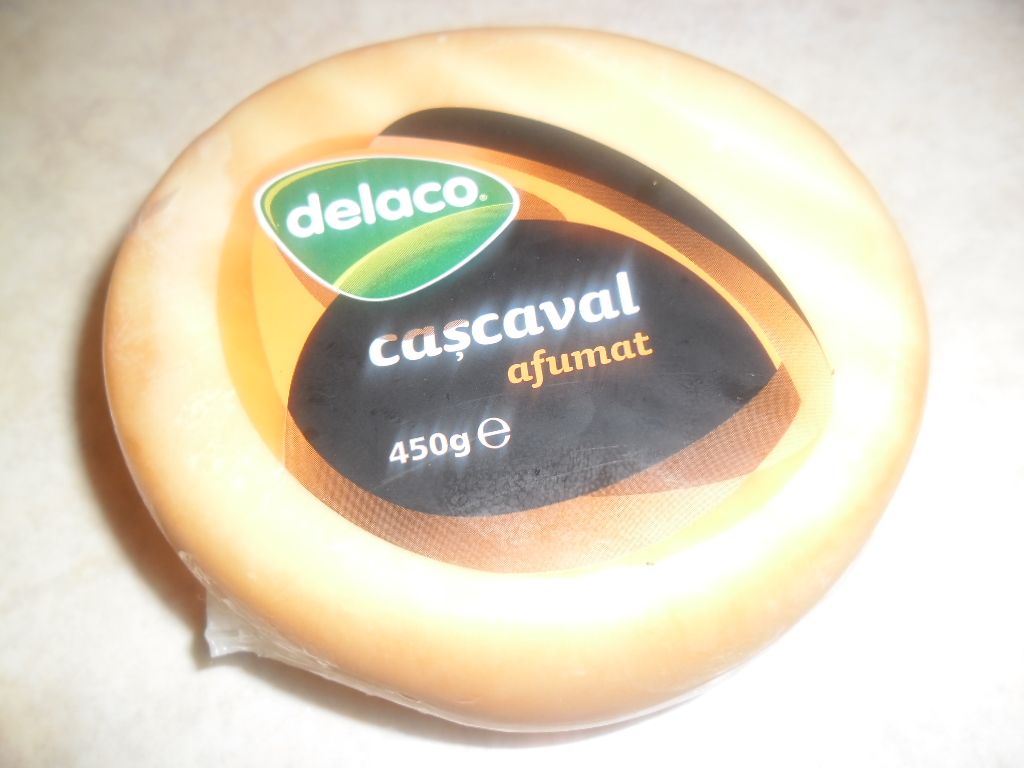 delaco
cașcaval
afumat
450g ℮